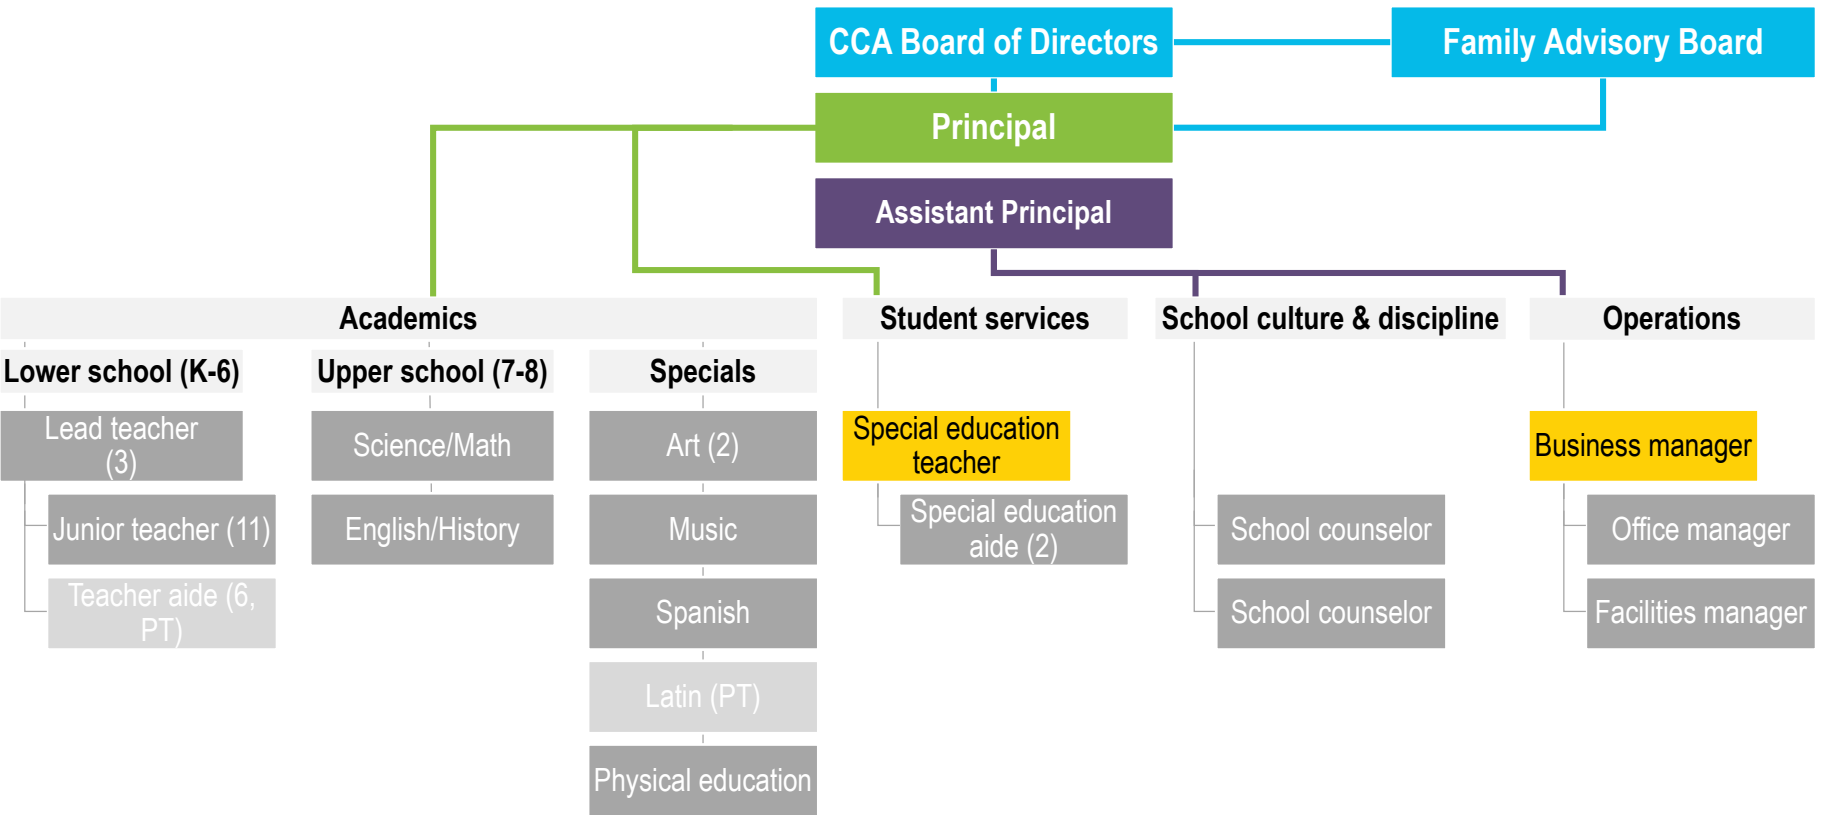 CCA Board of Directors
Family Advisory Board
Principal
Assistant Principal
Academics
Student services
School culture & discipline
Operations
Lower school (K-6)
Upper school (7-8)
Specials
Lead teacher
(3)
Science/Math
Art (2)
Special education
teacher
Business manager
Junior teacher (11)
English/History
Music
Special education
aide (2)
School counselor
Office manager
Teacher aide (6,
PT)
Spanish
School counselor
Facilities manager
Latin (PT)
Physical education